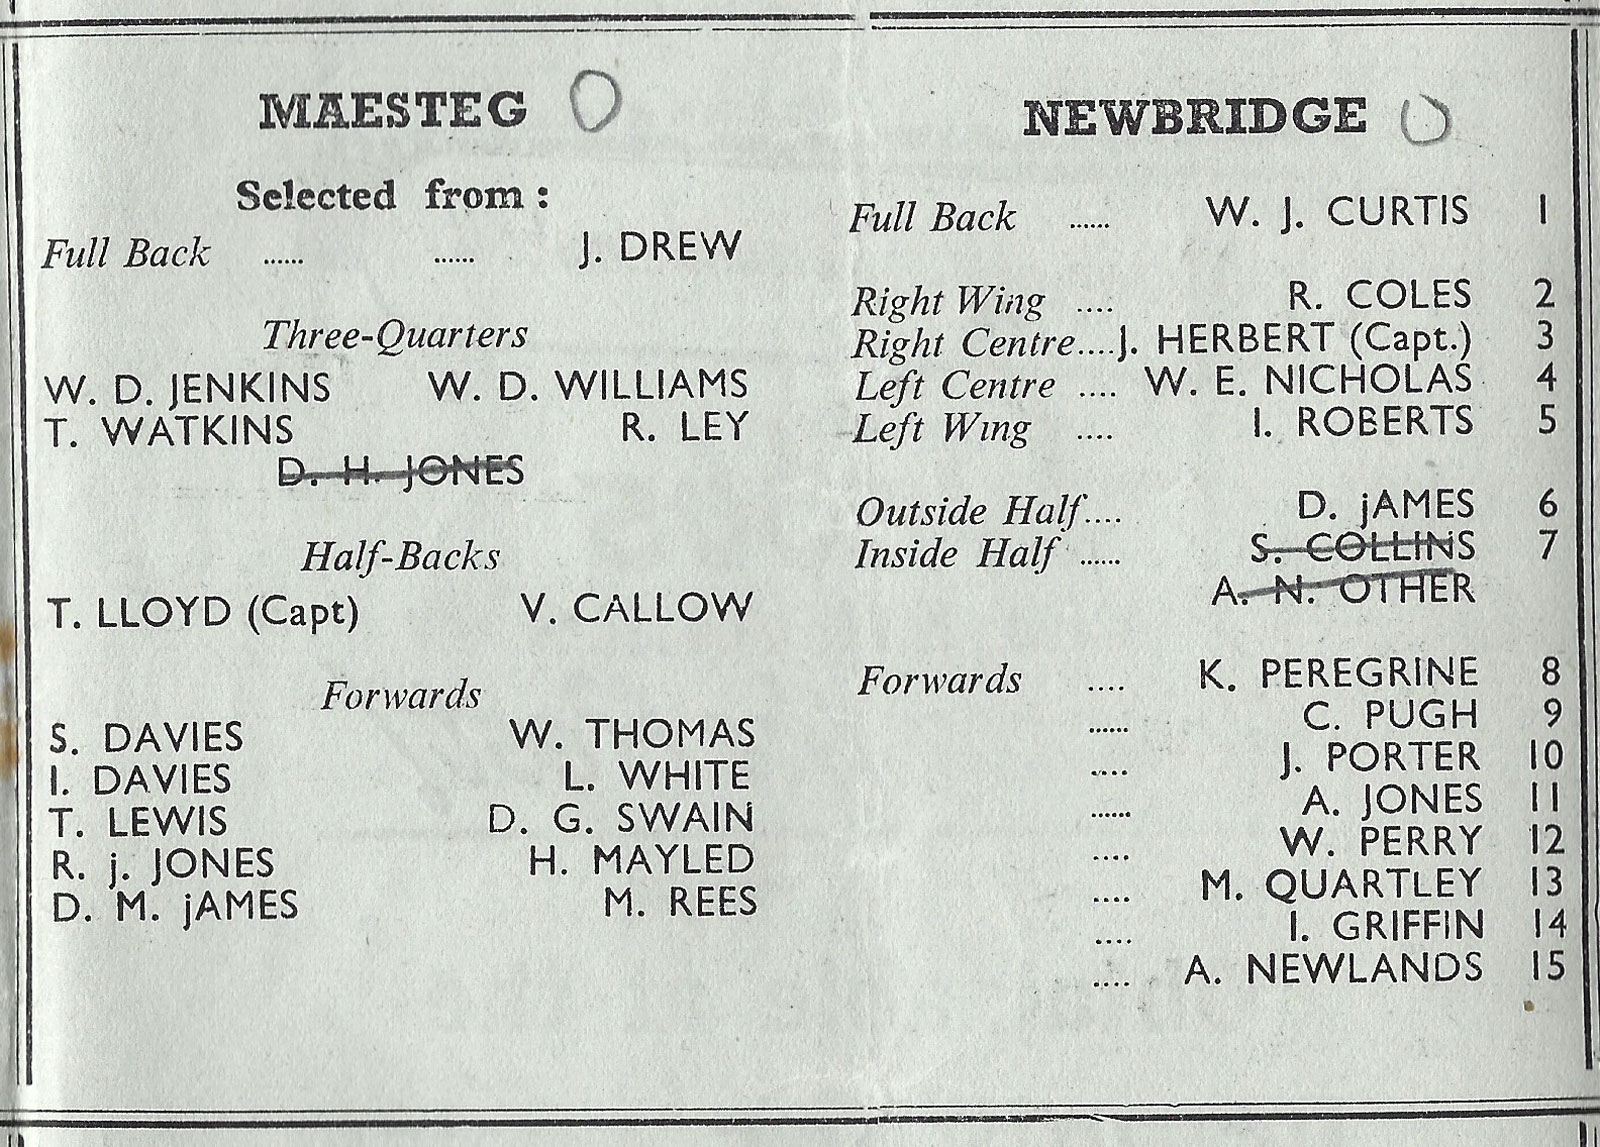 MAESTEG O
Selected from :
Full Back ...... ...... J. DREW
Three-Quarters
W. D. JENKINS W. D. WILLIAMS
T. WATKINS R. LEY
D. H. JONES
Half-Backs
T. LLOYD (Capt) V. CALLOW
Forwards
S. DAVIES W. THOMAS
I. DAVIES L. WHITE
T. LEWIS D. G. SWAIN
R. j. JONES H. MAYLED
D. M. jAMES M. REES
NEWBRIDGE O
Full Back ...... W. J. CURTIS 1
Right Wing .... R. COLES 2
Right Centre.... J. HERBERT (Capt.) 3
Left Centre .... W. E. NICHOLAS 4
Left Wing .... I. ROBERTS 5
Outside Half.... D. jAMES 6
Inside Half ...... S. COLLINS 7
A. N. OTHER
Forwards .... K. PEREGRINE 8
...... C. PUGH 9
.... J. PORTER 10
...... A. JONES 11
.... W. PERRY 12
.... M. QUARTLEY 13
.... I. GRIFFIN 14
.... A. NEWLANDS 15